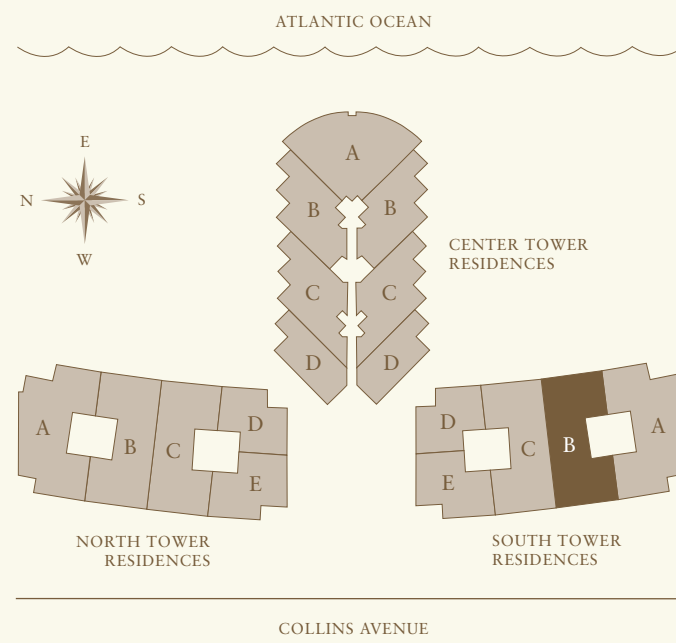 ATLANTIC OCEAN
E
N
S
W
A
B
B
CENTER TOWER
RESIDENCES
C
C
D
D
A
B
C
D
E
D
E
C
B
A
NORTH TOWER
RESIDENCES
SOUTH TOWER
RESIDENCES
COLLINS AVENUE